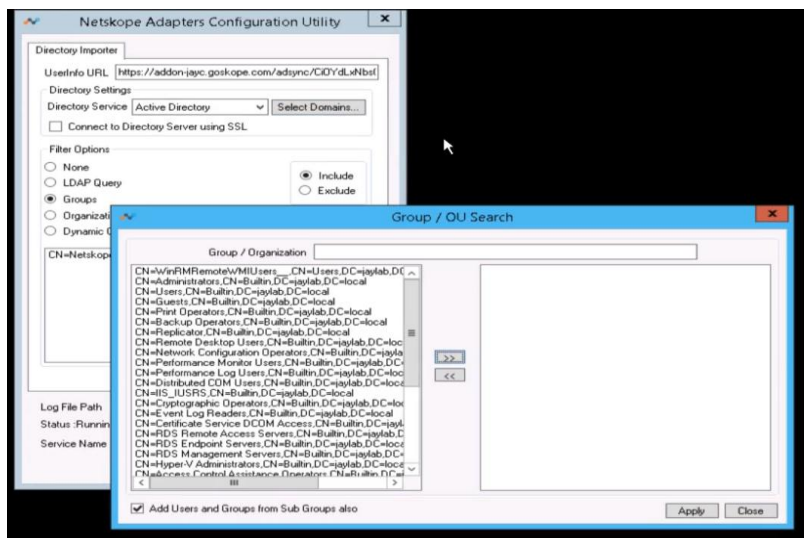 Netskope Adapters Configuration Utility
Directory Importer
UserInfo URL https://addon-jayc.goskope.com/adsync/
Directory Settings
Directory Service Active Directory Select Domains...
Connect to Directory Server using SSL
Filter Options
None
LDAP Query
Groups
Include
Exclude
Group / OU Search
Group / Organization
CN=WinRMRemoteWMIUsers__,CN=Users,DC=jaylab,DC
CN=Administrators,CN=Builtin,DC=jaylab,DC=local
CN=Users,CN=Builtin,DC=jaylab,DC=local
CN=Guests,CN=Builtin,DC=jaylab,DC=local
CN=Print Operators,CN=Builtin,DC=jaylab,DC=local
CN=Backup Operators,CN=Builtin,DC=jaylab,DC=local
CN=Replicator,CN=Builtin,DC=jaylab,DC=local
CN=Remote Desktop Users,CN=Builtin,DC=jaylab,DC=loc
CN=Network Configuration Operators,CN=Builtin,DC=jayla
CN=Performance Monitor Users,CN=Builtin,DC=jaylab,DC=
CN=Performance Log Users,CN=Builtin,DC=jaylab,DC=loc
CN=Distributed COM Users,CN=Builtin,DC=jaylab,DC=loca
CN=IIS_IUSRS,CN=Builtin,DC=jaylab,DC=local
CN=Cryptographic Operators,CN=Builtin,DC=jaylab,DC=loc
CN=Event Log Readers,CN=Builtin,DC=jaylab,DC=local
CN=Certificate Service DCOM Access,CN=Builtin,DC=jayl
CN=RDS Remote Access Servers,CN=Builtin,DC=jaylab,D
CN=RDS Endpoint Servers,CN=Builtin,DC=jaylab,DC=loca
CN=RDS Management Servers,CN=Builtin,DC=jaylab,DC=
CN=Hyper-V Administrators,CN=Builtin,DC=jaylab,DC=loca
CN=Access Control Assistance Operators,CN=Builtin
>>
<<
Add Users and Groups from Sub Groups also
Apply Close
Organizati
Dynamic
CN=Netskop
Log File Path
Status :Runnin
Service Name